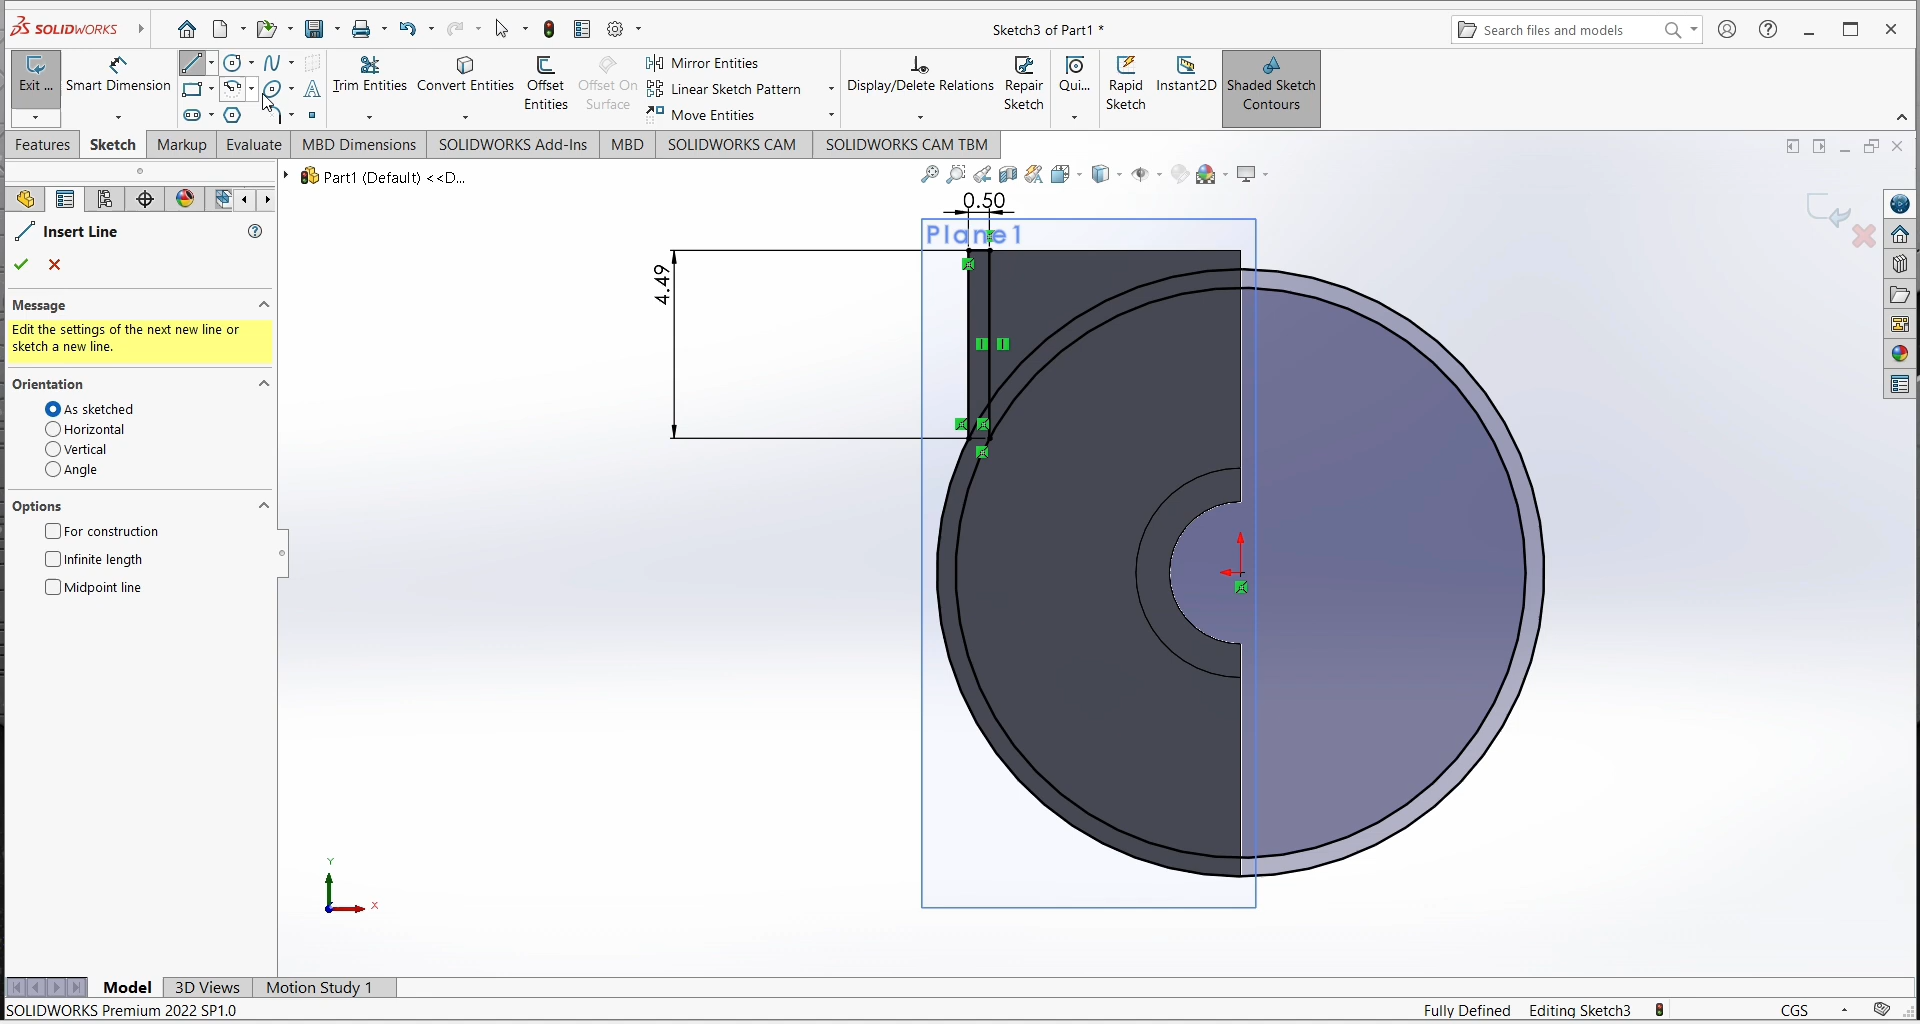 SOLIDWORKS
Sketch3 of Part1 *
Search files and models
Exit ...
Smart Dimension
Trim Entities
Convert Entities
Offset
Entities
Offset On
Surface
Mirror Entities
Linear Sketch Pattern
Move Entities
Display/Delete Relations
Repair
Sketch
Qui...
Rapid
Sketch
Instant2D
Shaded Sketch
Contours
Features
Sketch
Markup
Evaluate
MBD Dimensions
SOLIDWORKS Add-Ins
MBD
SOLIDWORKS CAM
SOLIDWORKS CAM TBM
Part1 (Default) <<D...
Insert Line
Message
Edit the settings of the next new line or
sketch a new line.
Orientation
As sketched
Horizontal
Vertical
Angle
Options
For construction
Infinite length
Midpoint line
0.50
Plane1
4.49
Y
X
Model
3D Views
Motion Study 1
SOLIDWORKS Premium 2022 SP1.0
Fully Defined
Editing Sketch3
CGS